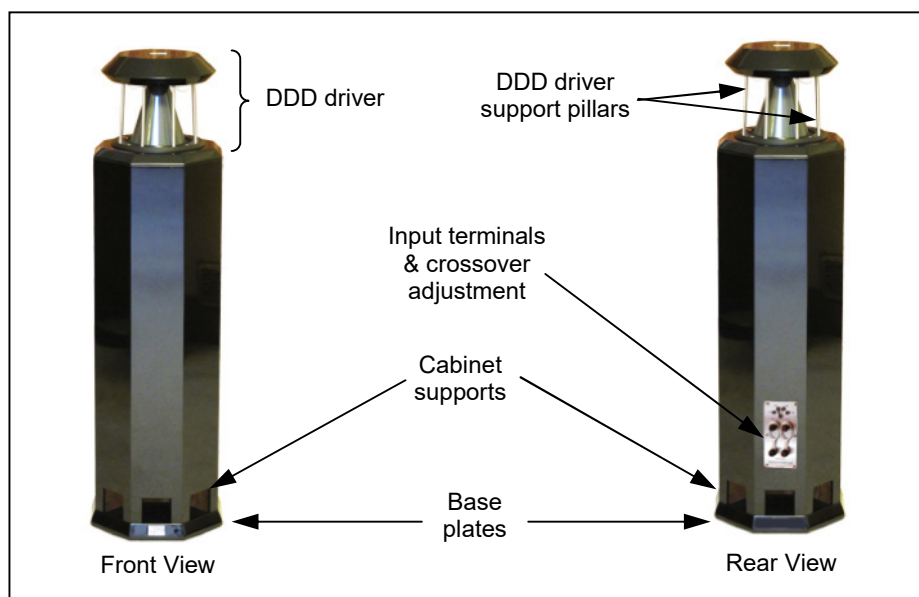 DDD driver
DDD driver
support pillars
Input terminals
& crossover
adjustment
Cabinet
supports
Base
plates
Front View
Rear View